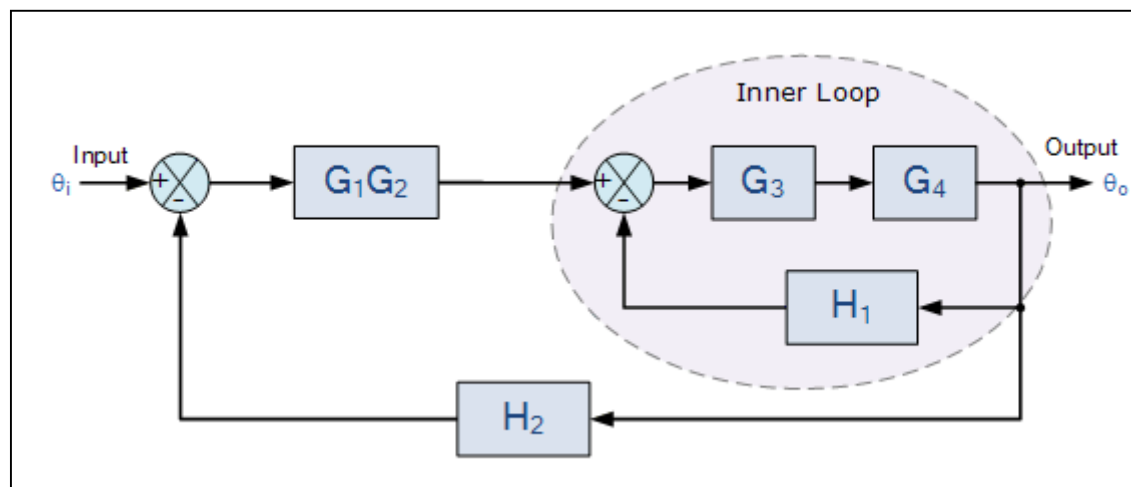 Inner Loop
Input
Output
θi
+
-
G1G2
+
-
G3
G4
θo
H1
H2